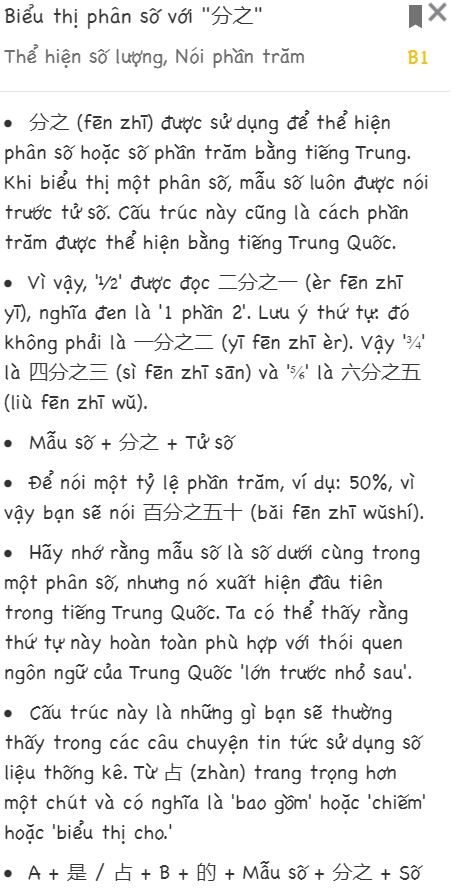 Biểu thị phân số với "分之"
Thể hiện số lượng, Nói phần trăm
B1
• 分之 (fēn zhī) được sử dụng để thể hiện
phân số hoặc số phần trăm bằng tiếng Trung.
Khi biểu thị một phân số, mẫu số luôn được nói
trước tử số. Cấu trúc này cũng là cách phần
trăm được thể hiện bằng tiếng Trung Quốc.
• Vì vậy, '½' được đọc 二分之一 (èr fēn zhī
yī), nghĩa đen là '1 phần 2'. Lưu ý thứ tự: đó
không phải là 一分之二 (yī fēn zhī èr). Vậy '¾'
là 四分之三 (sì fēn zhī sān) và '⅚' là 六分之五
(liù fēn zhī wǔ).
• Mẫu số + 分之 + Tử số
• Để nói một tỷ lệ phần trăm, ví dụ: 50%, vì
vậy bạn sẽ nói 百分之五十 (bǎi fēn zhī wǔshí).
• Hãy nhớ rằng mẫu số là số dưới cùng trong
một phân số, nhưng nó xuất hiện đầu tiên
trong tiếng Trung Quốc. Ta có thể thấy rằng
thứ tự này hoàn toàn phù hợp với thói quen
ngôn ngữ của Trung Quốc 'lớn trước nhỏ sau'.
• Cấu trúc này là những gì bạn sẽ thường
thấy trong các câu chuyện tin tức sử dụng số
liệu thống kê. Từ 占 (zhàn) trang trọng hơn
một chút và có nghĩa là 'bao gồm' hoặc 'chiếm'
hoặc 'biểu thị cho.'
• A + 是 / 占 + B + 的 + Mẫu số + 分之 + Số